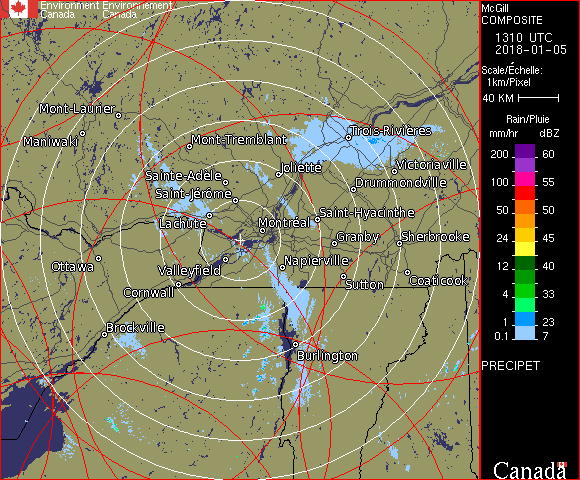 Environment Environnement
Canada Canada
McGill
COMPOSITE
1310 UTC
2018-01-05
Scale/Échelle:
1km/Pixel
40 KM
Rain/Pluie
mm/hr dBZ
200 60
100 55
50 50
24 45
12 40
4 33
1 23
0.1 7
PRECIPET
Canada
Mont-Laurier
Maniwaki
Mont-Tremblant
Trois-Rivières
Victoriaville
Joliette
Sainte-Adèle
Drummondville
Saint-Jérôme
Saint-Hyacinthe
Lachute
Montréal
Granby
Sherbrooke
Ottawa
Valleyfield
Napierville
Cornwall
Sutton
Coaticook
Brockville
Burlington